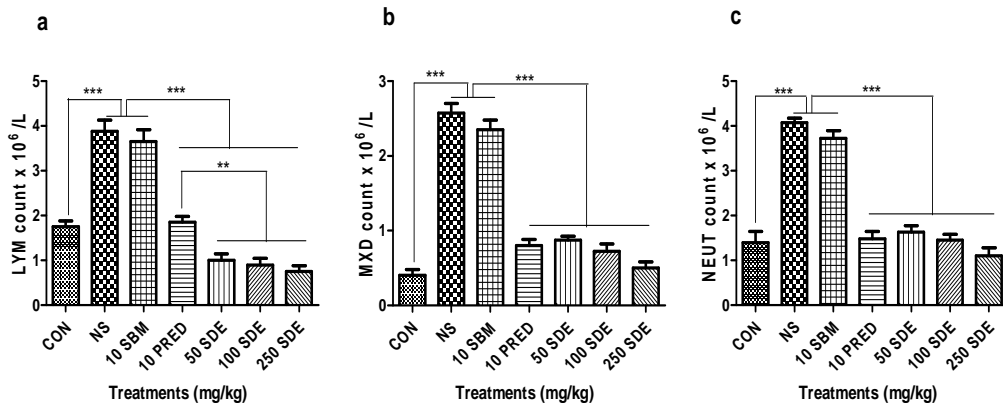 a
LYM count x 10⁶ /L
5
4
3
2
1
0
***
***
**
CON
NS
10 SBM
10 PRED
50 SDE
100 SDE
250 SDE
Treatments (mg/kg)
b
MXD count x 10⁶ /L
3
2
1
0
***
***
CON
NS
10 SBM
10 PRED
50 SDE
100 SDE
250 SDE
Treatments (mg/kg)
c
NEUT count x 10⁶ /L
5
4
3
2
1
0
***
***
CON
NS
10 SBM
10 PRED
50 SDE
100 SDE
250 SDE
Treatments (mg/kg)